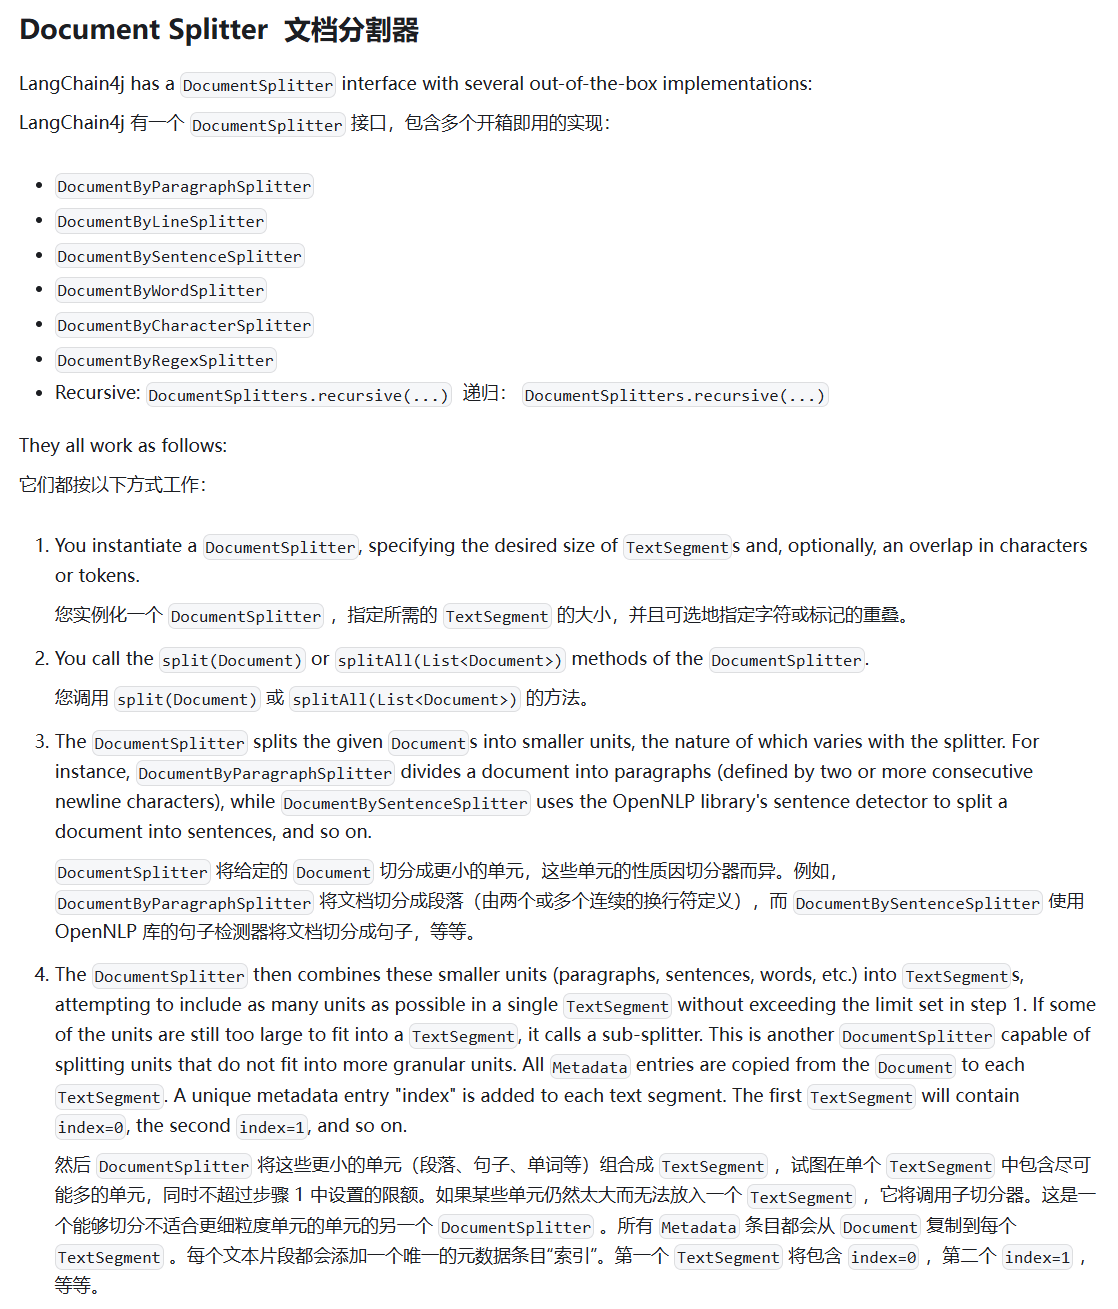 Document Splitter 文档分割器
LangChain4j has a DocumentSplitter interface with several out-of-the-box implementations:
LangChain4j 有一个 DocumentSplitter 接口，包含多个开箱即用的实现：
• DocumentByParagraphSplitter
• DocumentByLineSplitter
• DocumentBySentenceSplitter
• DocumentByWordSplitter
• DocumentByCharacterSplitter
• DocumentByRegexSplitter
• Recursive: DocumentSplitters.recursive(...) 递归： DocumentSplitters.recursive(...)
They all work as follows:
它们都按以下方式工作：
1. You instantiate a DocumentSplitter, specifying the desired size of TextSegments and, optionally, an overlap in characters
or tokens.
您实例化一个 DocumentSplitter ，指定所需的 TextSegment 的大小，并且可选地指定字符或标记的重叠。
2. You call the split(Document) or splitAll(List<Document>) methods of the DocumentSplitter.
您调用 split(Document) 或 splitAll(List<Document>) 的方法。
3. The DocumentSplitter splits the given Documents into smaller units, the nature of which varies with the splitter. For
instance, DocumentByParagraphSplitter divides a document into paragraphs (defined by two or more consecutive
newline characters), while DocumentBySentenceSplitter uses the OpenNLP library's sentence detector to split a
document into sentences, and so on.
DocumentSplitter 将给定的 Document 切分成更小的单元，这些单元的性质因切分器而异。例如，
DocumentByParagraphSplitter 将文档切分成段落（由两个或多个连续的换行符定义），而 DocumentBySentenceSplitter 使用
OpenNLP 库的句子检测器将文档切分成句子，等等。
4. The DocumentSplitter then combines these smaller units (paragraphs, sentences, words, etc.) into TextSegments,
attempting to include as many units as possible in a single TextSegment without exceeding the limit set in step 1. If some
of the units are still too large to fit into a TextSegment, it calls a sub-splitter. This is another DocumentSplitter capable of
splitting units that do not fit into more granular units. All Metadata entries are copied from the Document to each
TextSegment. A unique metadata entry "index" is added to each text segment. The first TextSegment will contain
index=0, the second index=1, and so on.
然后 DocumentSplitter 将这些更小的单元（段落、句子、单词等）组合成 TextSegment ，试图在单个 TextSegment 中包含尽可
能多的单元，同时不超过步骤 1 中设置的限额。如果某些单元仍然太大而无法放入一个 TextSegment ，它将调用子切分器。这是一
个能够切分不适合更细粒度单元的单元的另一个 DocumentSplitter 。所有 Metadata 条目都会从 Document 复制到每个
TextSegment 。每个文本片段都会添加一个唯一的元数据条目“索引”。第一个 TextSegment 将包含 index=0 ，第二个 index=1 ，
等等。